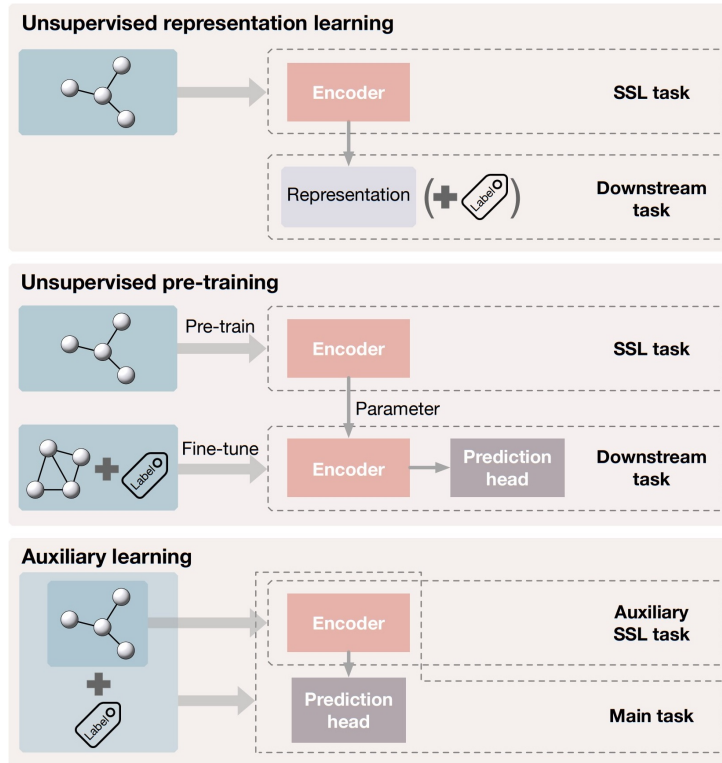 Unsupervised representation learning
Encoder
SSL task
Representation
(+ Label)
Downstream
task
Unsupervised pre-training
Pre-train
Encoder
SSL task
Parameter
Label
Fine-tune
Encoder
Prediction
head
Downstream
task
Auxiliary learning
Encoder
Auxiliary
SSL task
Label
Prediction
head
Main task